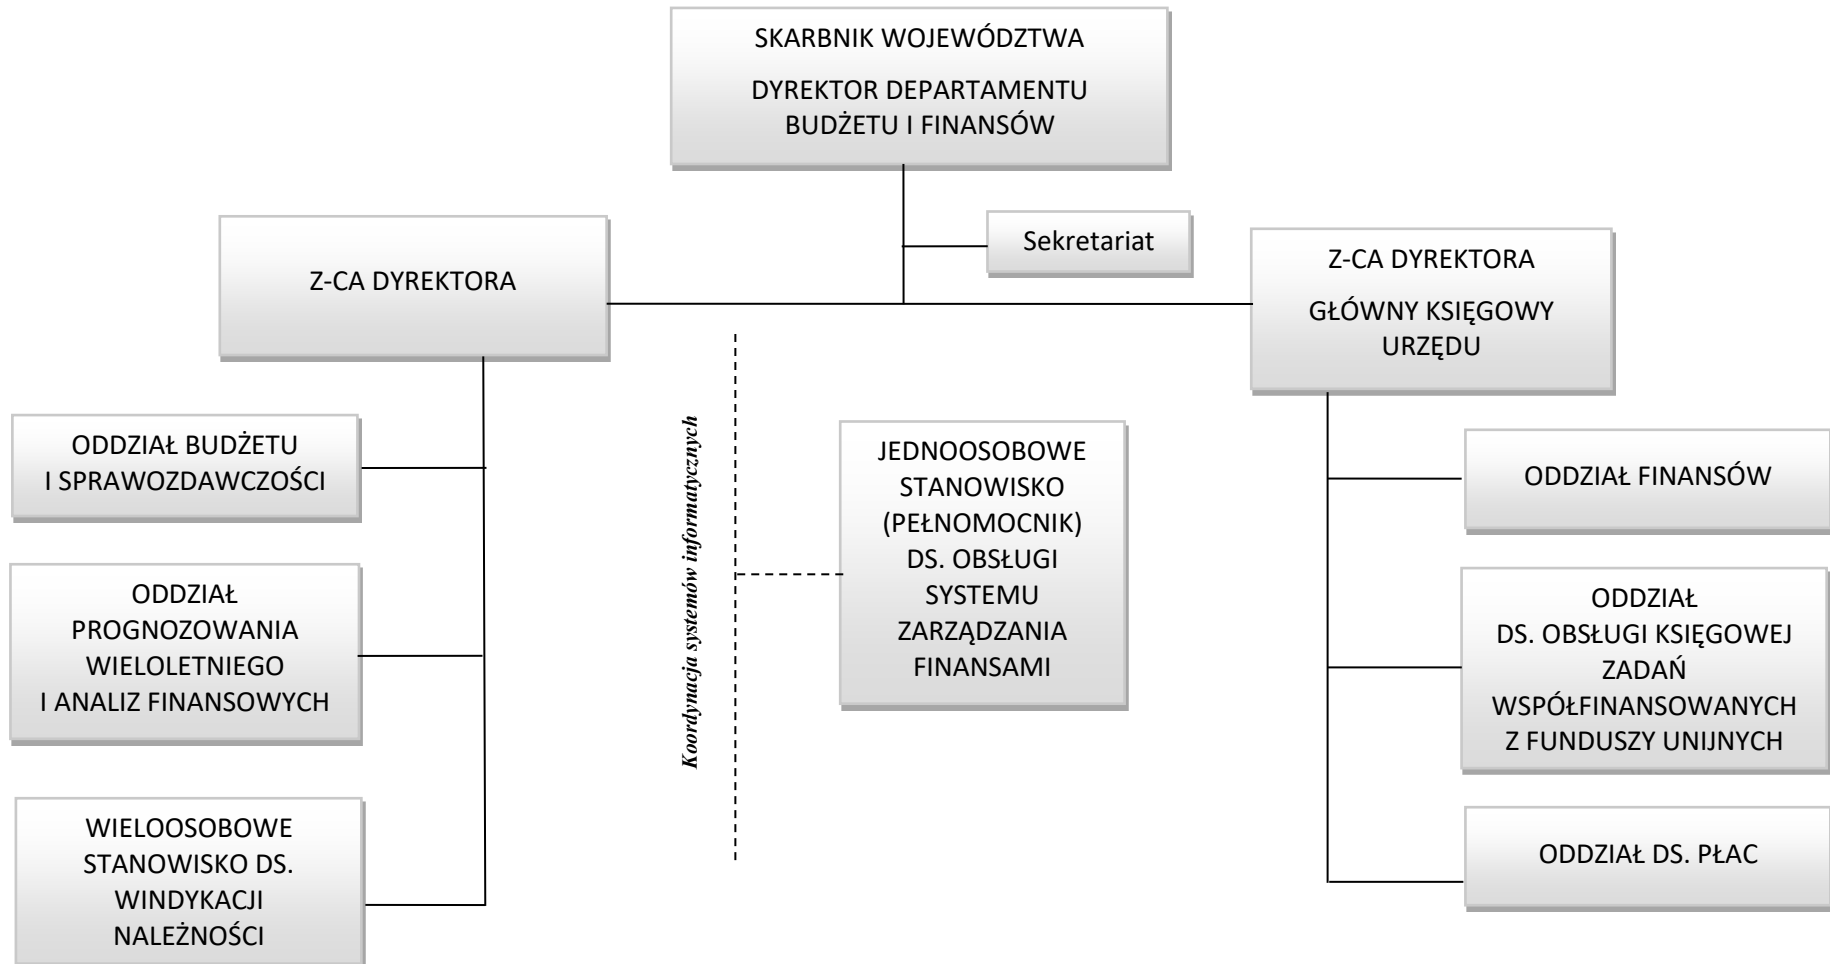 SKARBNIK WOJEWÓDZTWA
DYREKTOR DEPARTAMENTU
BUDŻETU I FINANSÓW
Sekretariat
Z-CA DYREKTORA
Z-CA DYREKTORA
GŁÓWNY KSIĘGOWY
URZĘDU
ODDZIAŁ BUDŻETU
I SPRAWOZDAWCZOŚCI
ODDZIAŁ
PROGNOZOWANIA
WIELOLETNIEGO
I ANALIZ FINANSOWYCH
WIELOOSOBOWE
STANOWISKO DS.
WINDYKACJI
NALEŻNOŚCI
Koordynacja systemów informatycznych
JEDNOOSOBOWE
STANOWISKO
(PEŁNOMOCNIK)
DS. OBSŁUGI
SYSTEMU
ZARZĄDZANIA
FINANSAMI
ODDZIAŁ FINANSÓW
ODDZIAŁ
DS. OBSŁUGI KSIĘGOWEJ
ZADAŃ
WSPÓŁFINANSOWANYCH
Z FUNDUSZY UNIJNYCH
ODDZIAŁ DS. PŁAC